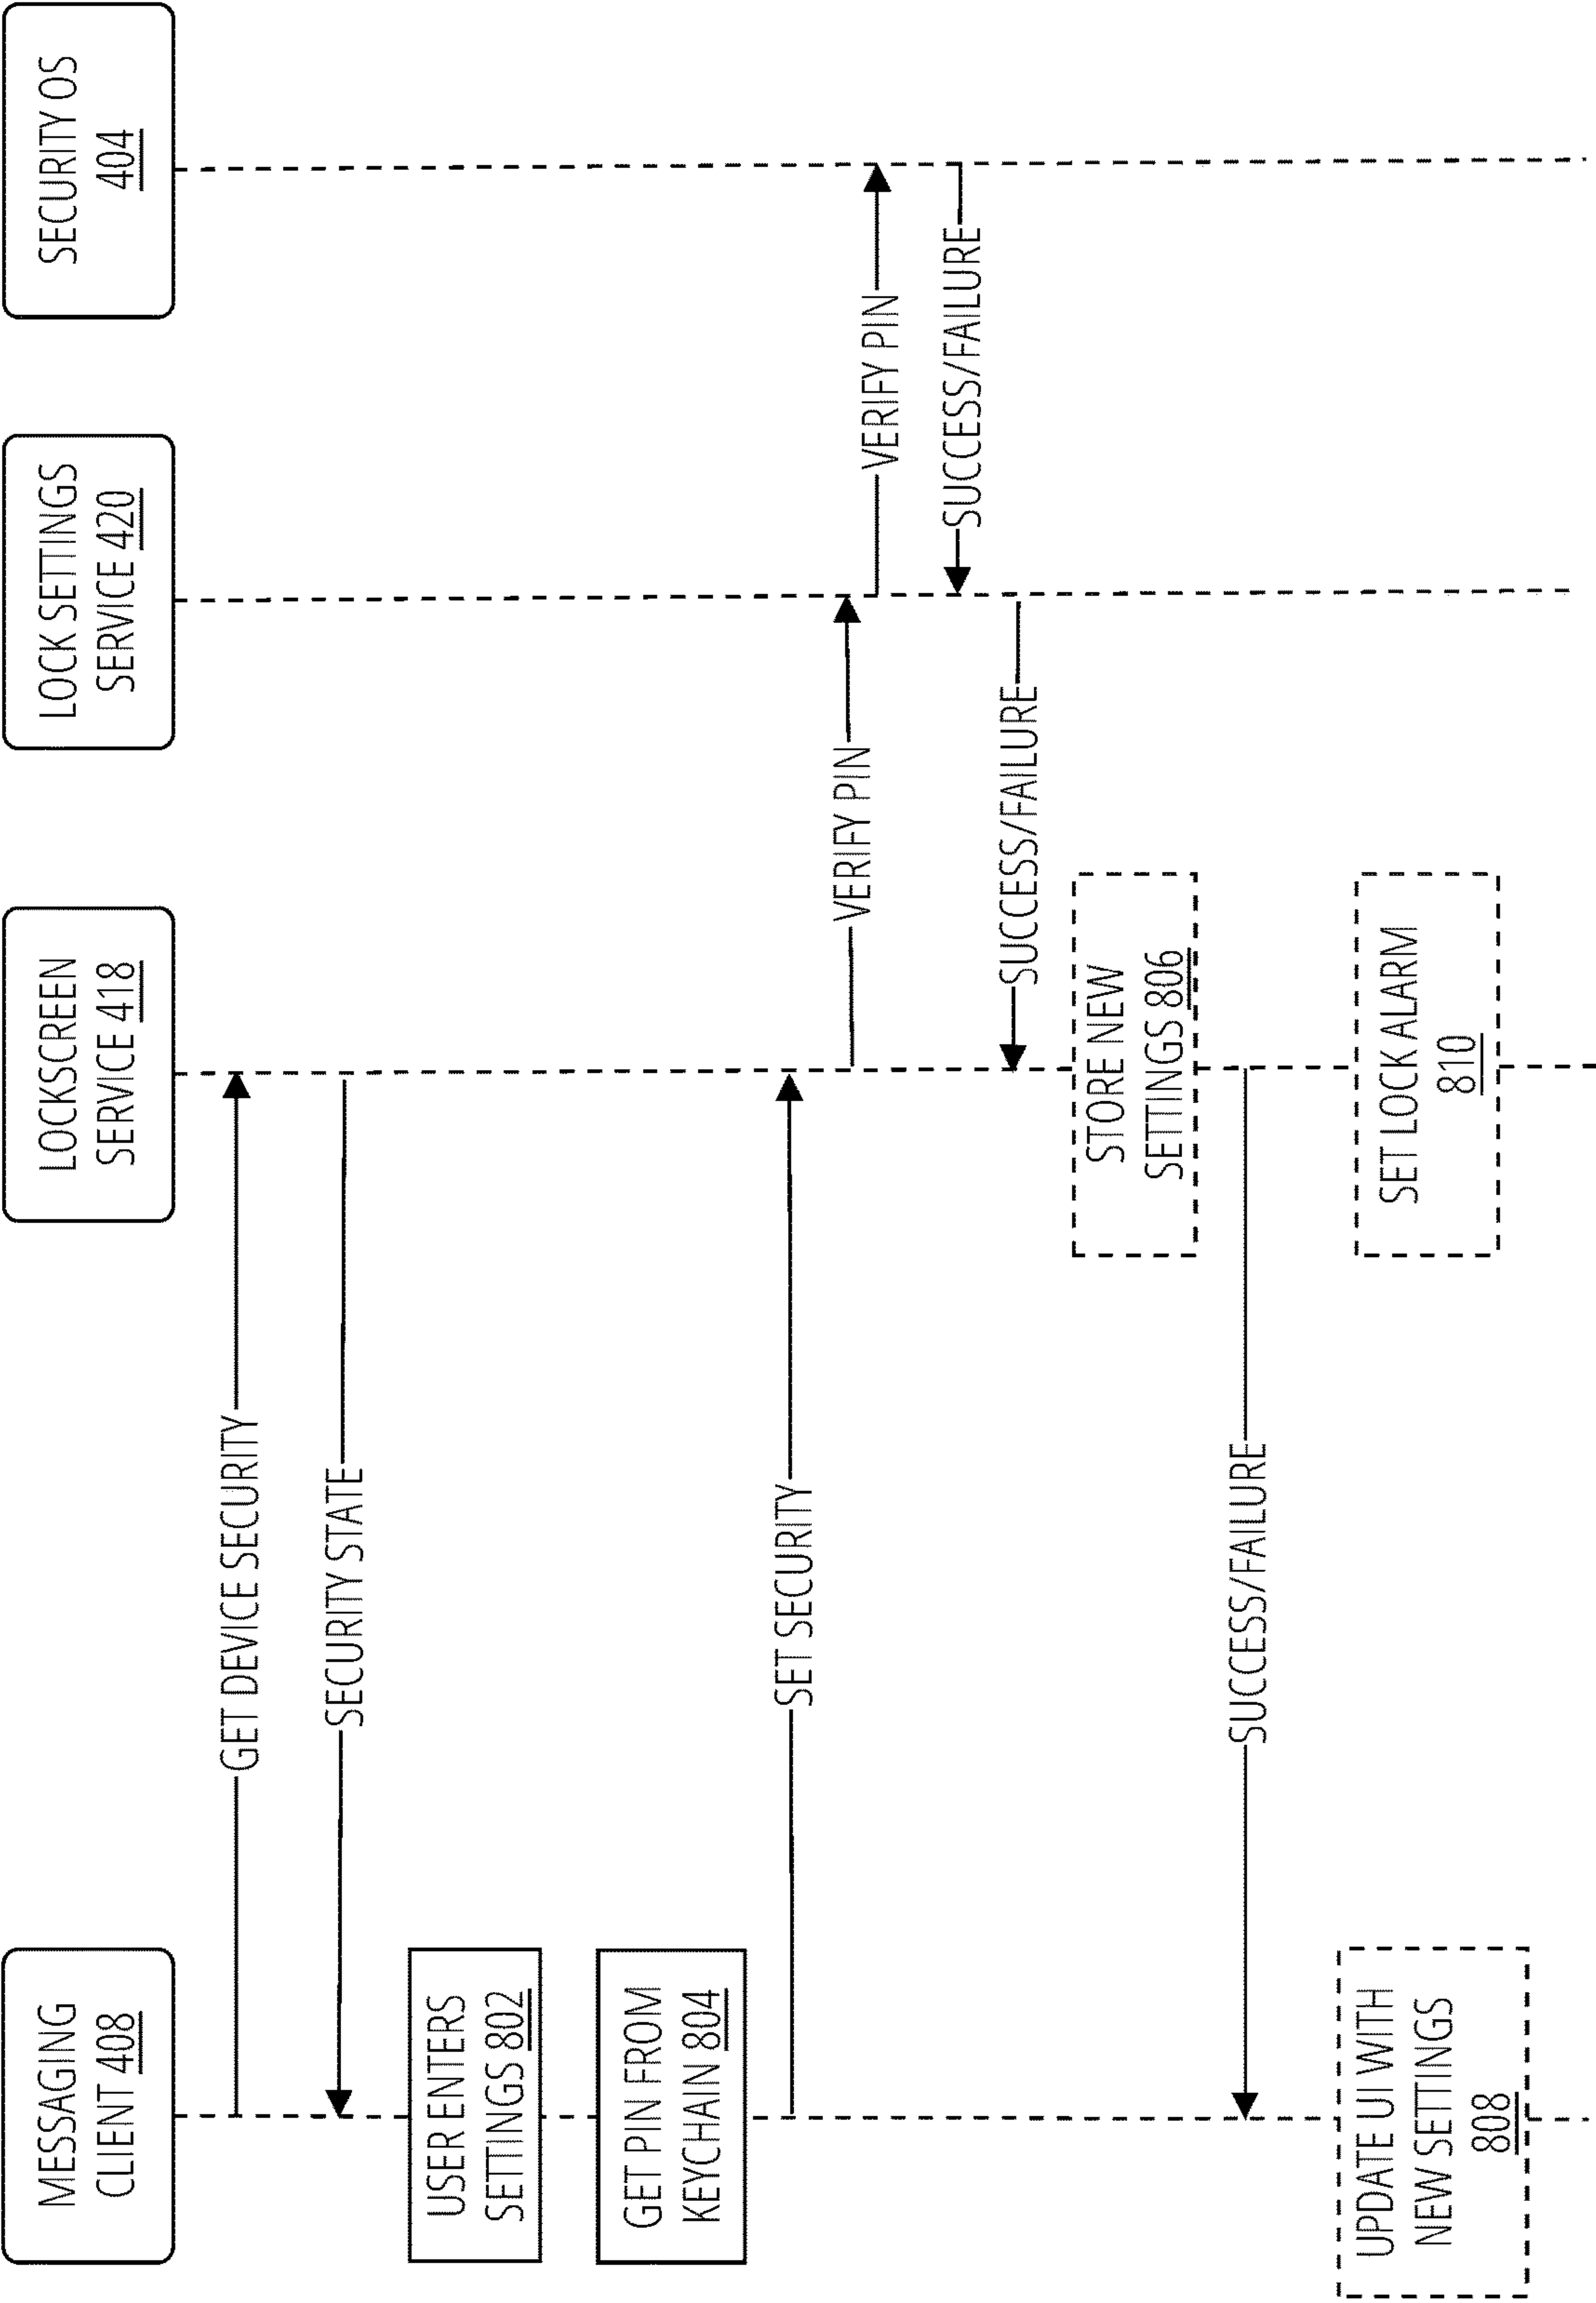 MESSAGING
CLIENT 408
LOCKSCREEN
SERVICE 418
LOCK SETTINGS
SERVICE 420
SECURITY OS
404
GET DEVICE SECURITY
SECURITY STATE
USER ENTERS
SETTINGS 802
GET PIN FROM
KEYCHAIN 804
SET SECURITY
VERIFY PIN
VERIFY PIN
SUCCESS/FAILURE
SUCCESS/FAILURE
STORE NEW
SETTINGS 806
SUCCESS/FAILURE
UPDATE UI WITH
NEW SETTINGS
808
SET LOCK ALARM
810